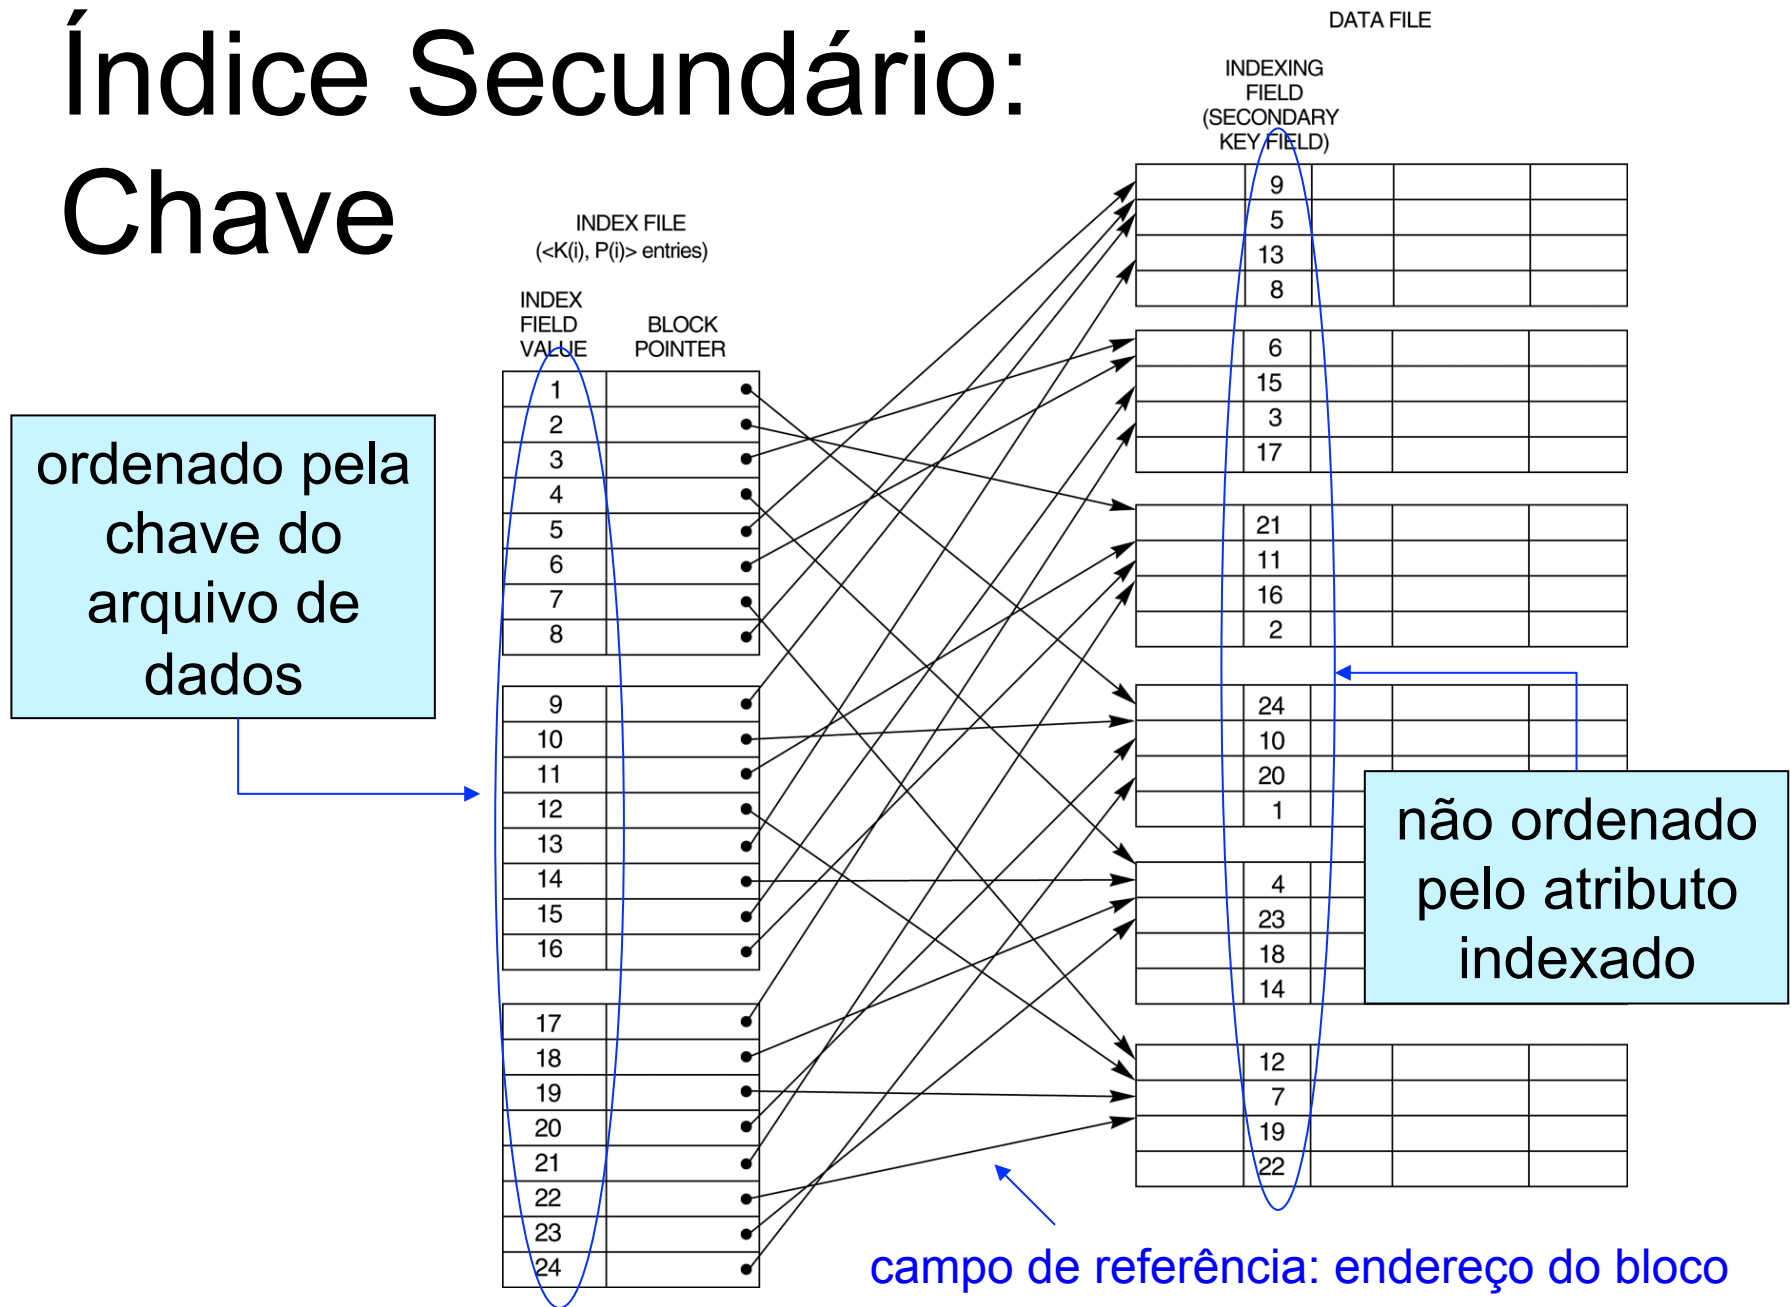 Índice Secundário:
Chave
INDEX FILE
(<K(i), P(i)> entries)
INDEX
FIELD
VALUE
BLOCK
POINTER
1
2
3
4
5
6
7
8
9
10
11
12
13
14
15
16
17
18
19
20
21
22
23
24
ordenado pela
chave do
arquivo de
dados
DATA FILE
INDEXING
FIELD
(SECONDARY
KEY FIELD)
9
5
13
8
6
15
3
17
21
11
16
2
24
10
20
1
4
23
18
14
12
7
19
22
não ordenado
pelo atributo
indexado
campo de referência: endereço do bloco